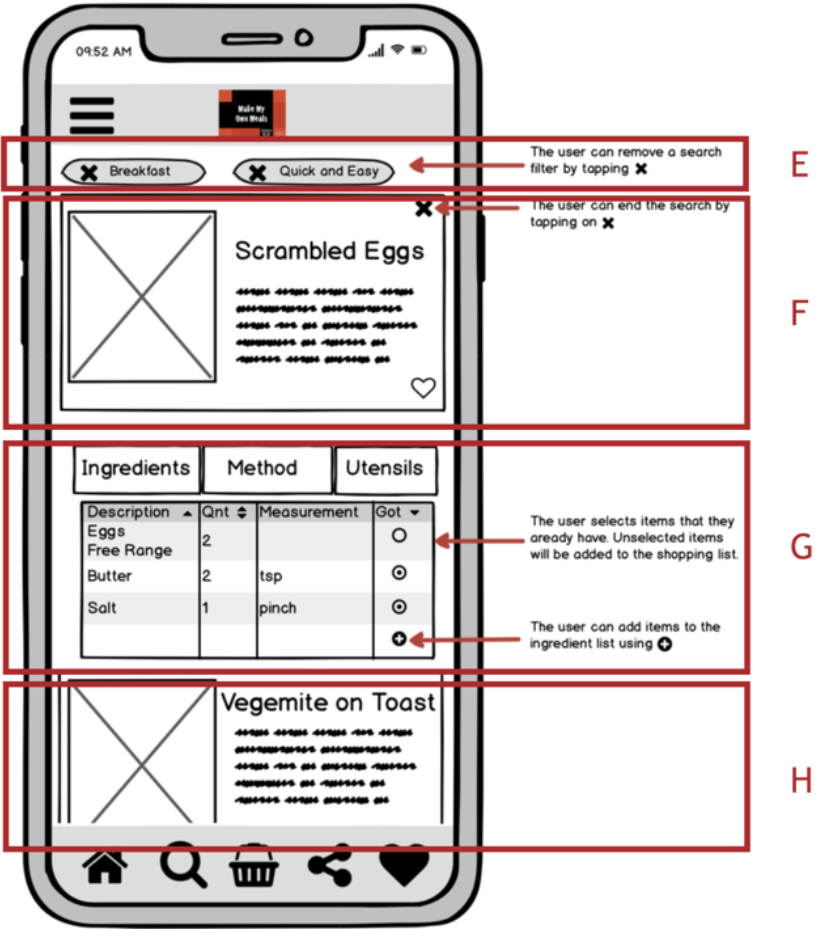 09:52 AM
Make My
Own Meals
Breakfast
Quick and Easy
The user can remove a search
filter by tapping ✖
E
The user can end the search by
tapping on ✖
Scrambled Eggs
F
Ingredients
Method
Utensils
Description
Qnt
Measurement
Got
Eggs
Free Range
2
Butter
2
tsp
Salt
1
pinch
The user selects items that they
aready have. Unselected items
will be added to the shopping list.
G
The user can add items to the
ingredient list using
Vegemite on Toast
H